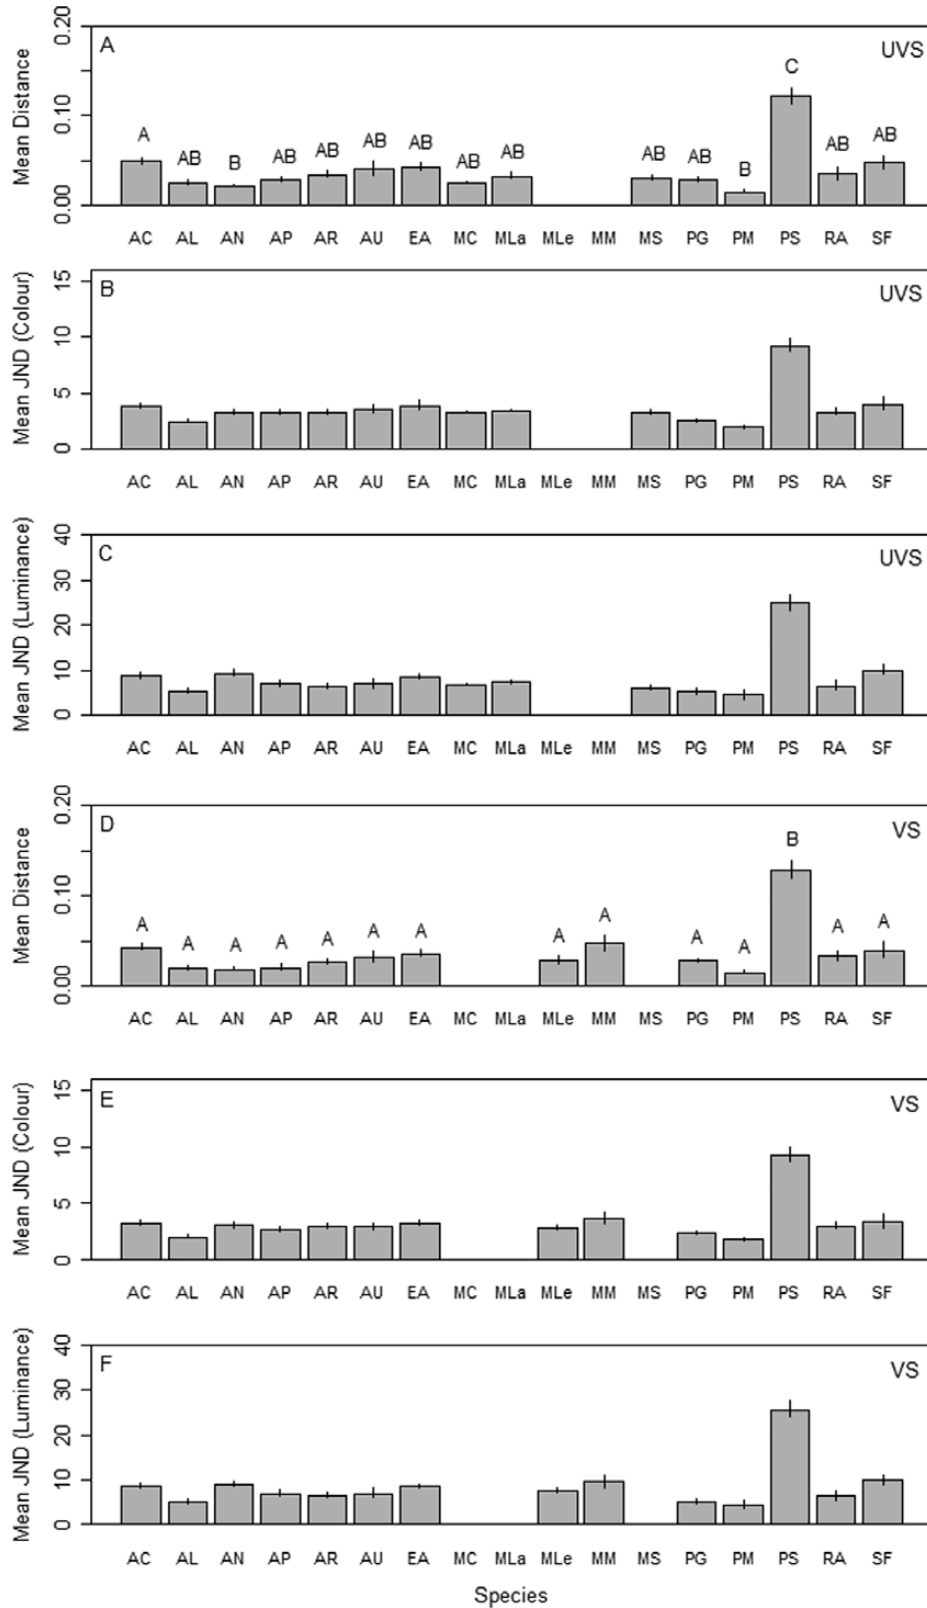 A UVS
Mean Distance
0.20
0.10
0.00
A AB B AB AB AB AB AB AB AB AB B C AB AB
AC AL AN AP AR AU EA MC MLa MLe MM MS PG PM PS RA SF
B UVS
Mean JND (Colour)
15
10
5
0
AC AL AN AP AR AU EA MC MLa MLe MM MS PG PM PS RA SF
C UVS
Mean JND (Luminance)
40
30
20
10
0
AC AL AN AP AR AU EA MC MLa MLe MM MS PG PM PS RA SF
D VS
Mean Distance
0.20
0.10
0.00
A A A A A A A A A A A B A A
AC AL AN AP AR AU EA MC MLa MLe MM MS PG PM PS RA SF
E VS
Mean JND (Colour)
15
10
5
0
AC AL AN AP AR AU EA MC MLa MLe MM MS PG PM PS RA SF
F VS
Mean JND (Luminance)
40
30
20
10
0
AC AL AN AP AR AU EA MC MLa MLe MM MS PG PM PS RA SF
Species